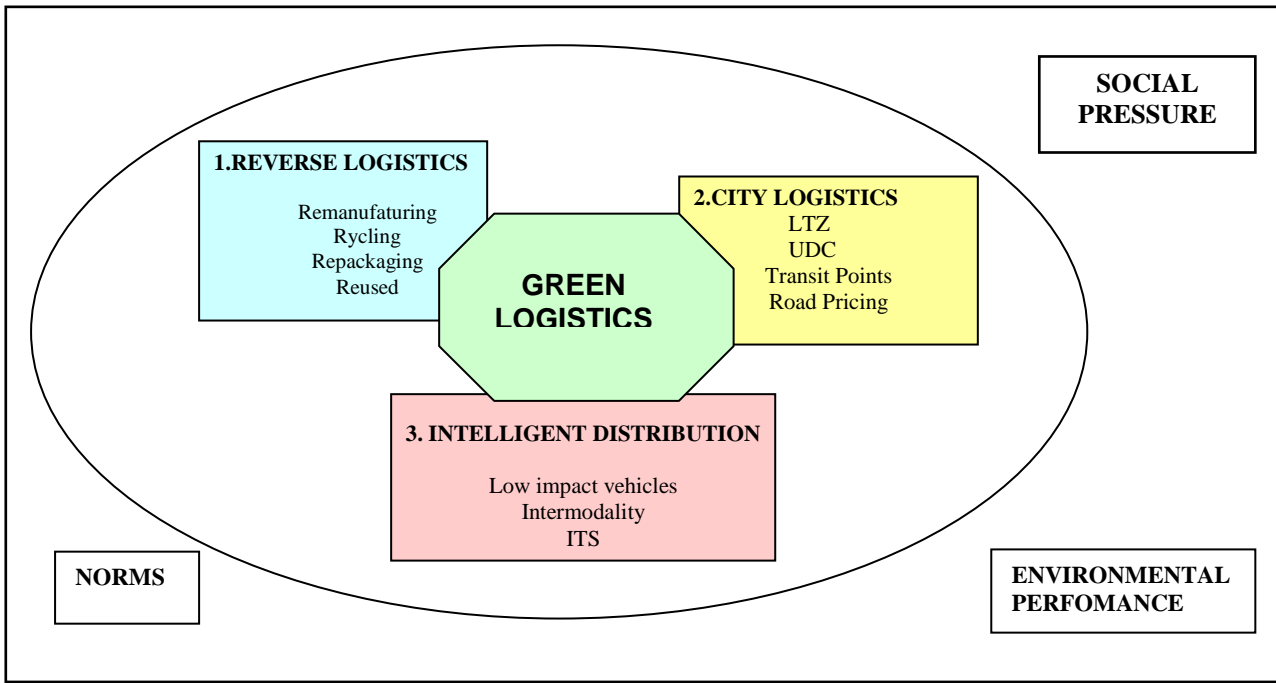 SOCIAL
PRESSURE
1.REVERSE LOGISTICS
Remanufaturing
Rycling
Repackaging
Reused
2.CITY LOGISTICS
LTZ
UDC
Transit Points
Road Pricing
GREEN
LOGISTICS
3. INTELLIGENT DISTRIBUTION
Low impact vehicles
Intermodality
ITS
NORMS
ENVIRONMENTAL
PERFOMANCE